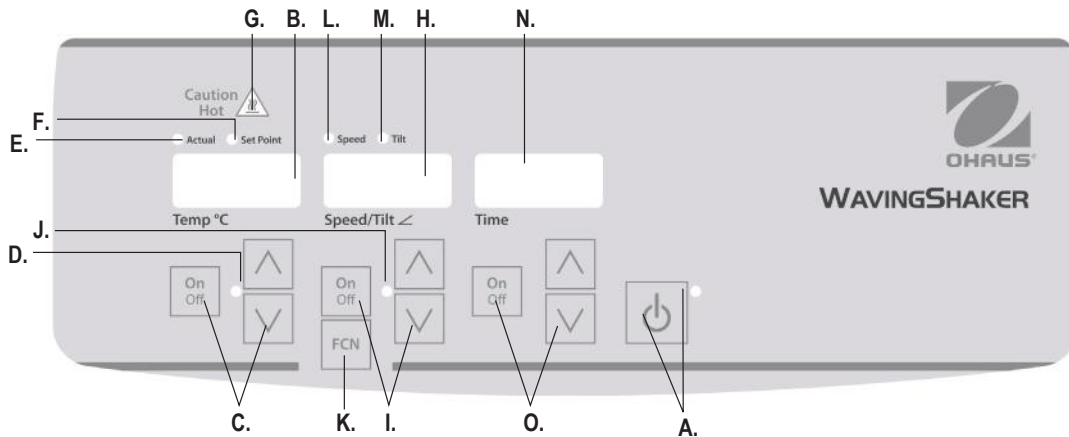 G. B. L. M. H. N.
Caution
Hot
F.
E.
Actual Set Point Speed Tilt
OHAUS
WAVINGSHAKER
Temp °C Speed/Tilt Time
J.
D.
On
Off
On
Off
On
Off
FCN
C. K. I. O. A.